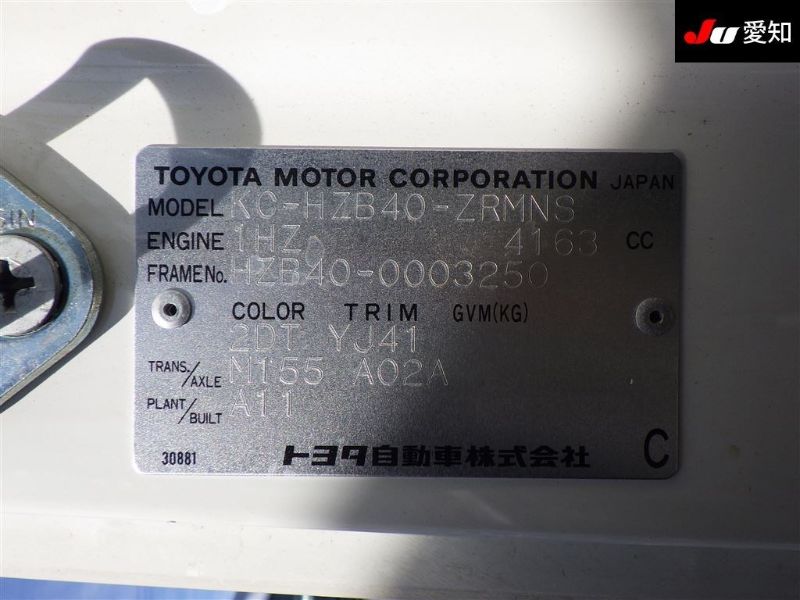 JU 愛知
SIN
TOYOTA MOTOR CORPORATION JAPAN
MODEL KC-HZB40-ZRMNS
ENGINE 1HZ 4163 CC
FRAME No. HZB40-0003250
COLOR TRIM GVM(KG)
2DT YJ41
TRANS./AXLE M155 A02A
PLANT/BUILT A11
30881 トヨタ自動車株式会社 C